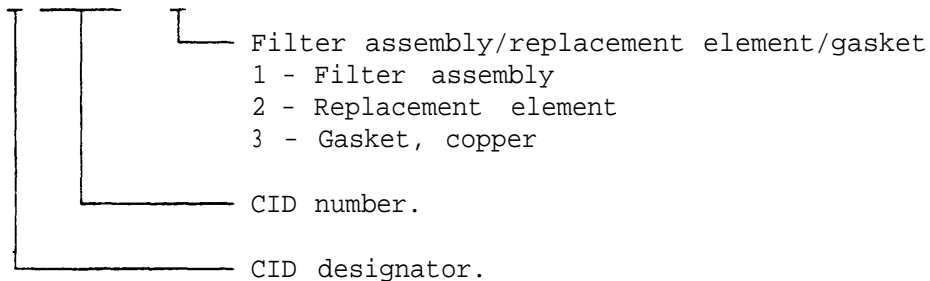 Filter assembly/replacement element/gasket
1 - Filter assembly
2 - Replacement element
3 - Gasket, copper
CID number.
CID designator.